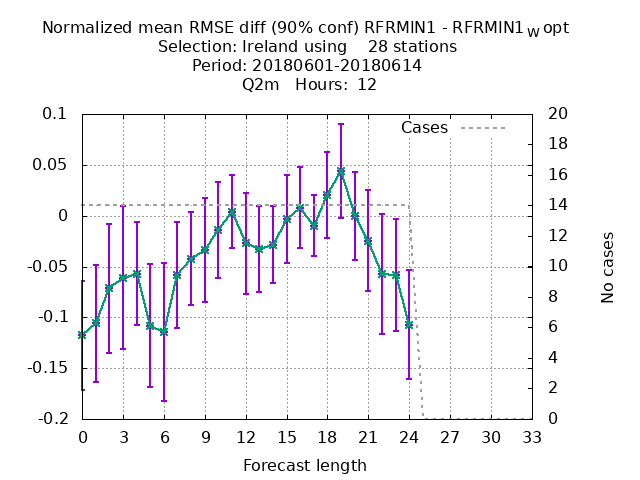 Normalized mean RMSE diff (90% conf) RFRMIN1 - RFRMIN1W opt
Selection: Ireland using    28 stations
Period: 20180601-20180614
Q2m   Hours:  12
Cases
0.1
0.05
0
-0.05
-0.1
-0.15
-0.2
20
18
16
14
12
10
8
6
4
2
0
No cases
0 3 6 9 12 15 18 21 24 27 30 33
Forecast length